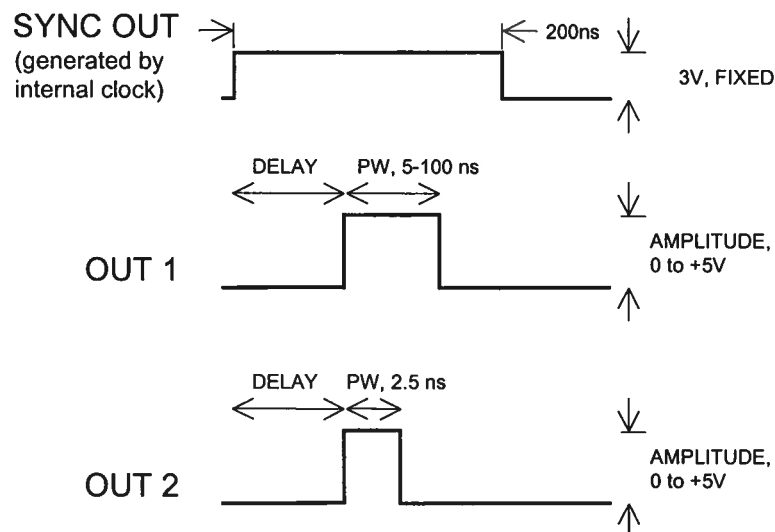 SYNC OUT
(generated by
internal clock)
200ns
3V, FIXED
DELAY
PW, 5-100 ns
OUT 1
AMPLITUDE,
0 to +5V
DELAY
PW, 2.5 ns
OUT 2
AMPLITUDE,
0 to +5V